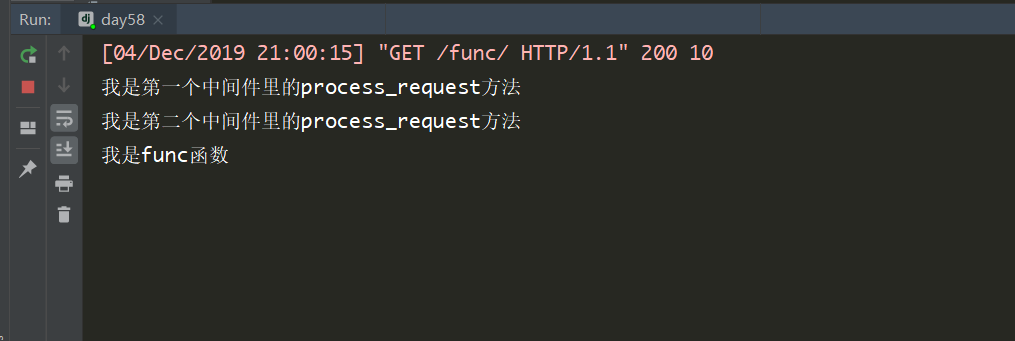 Run: day58
[04/Dec/2019 21:00:15] "GET /func/ HTTP/1.1" 200 10
我是第一个中间件里的process_request方法
我是第二个中间件里的process_request方法
我是func函数